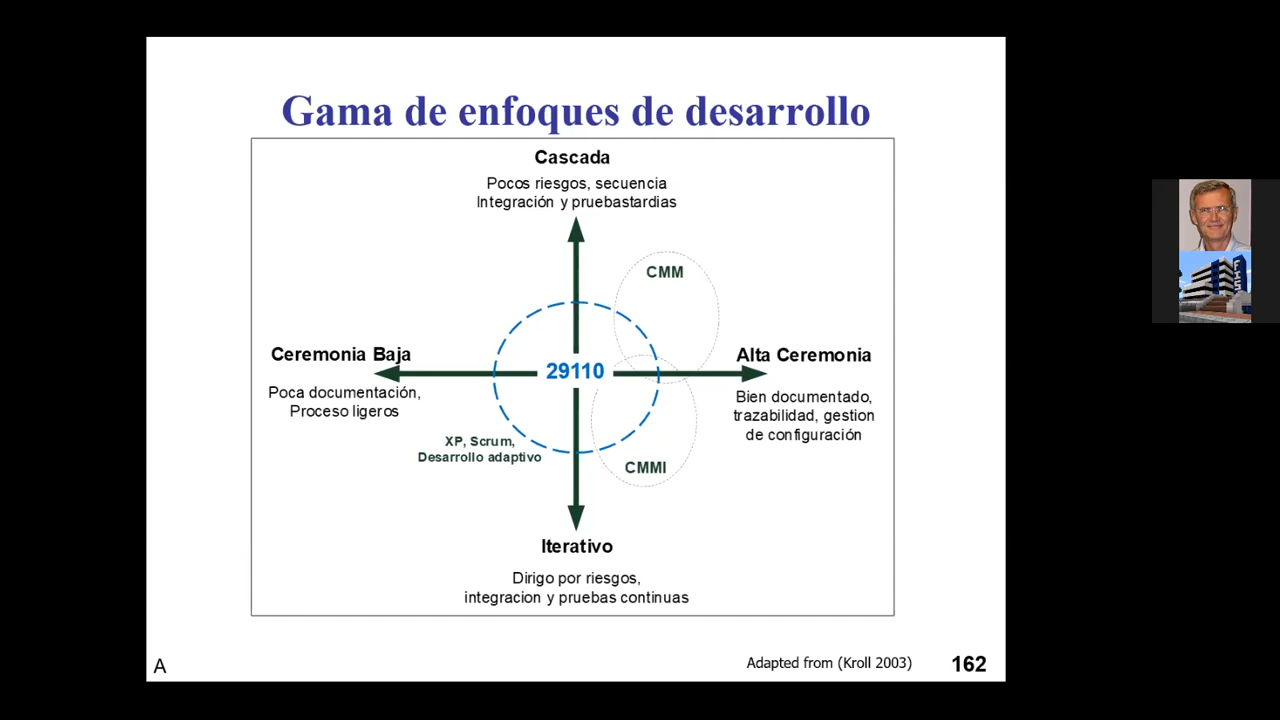 Gama de enfoques de desarrollo
Cascada
Pocos riesgos, secuencia
Integración y pruebastardias
CMM
Ceremonia Baja
Poca documentación,
Proceso ligeros
29110
Alta Ceremonia
Bien documentado,
trazabilidad, gestion
de configuración
XP, Scrum,
Desarrollo adaptivo
CMMI
Iterativo
Dirigo por riesgos,
integracion y pruebas continuas
A
Adapted from (Kroll 2003)
162